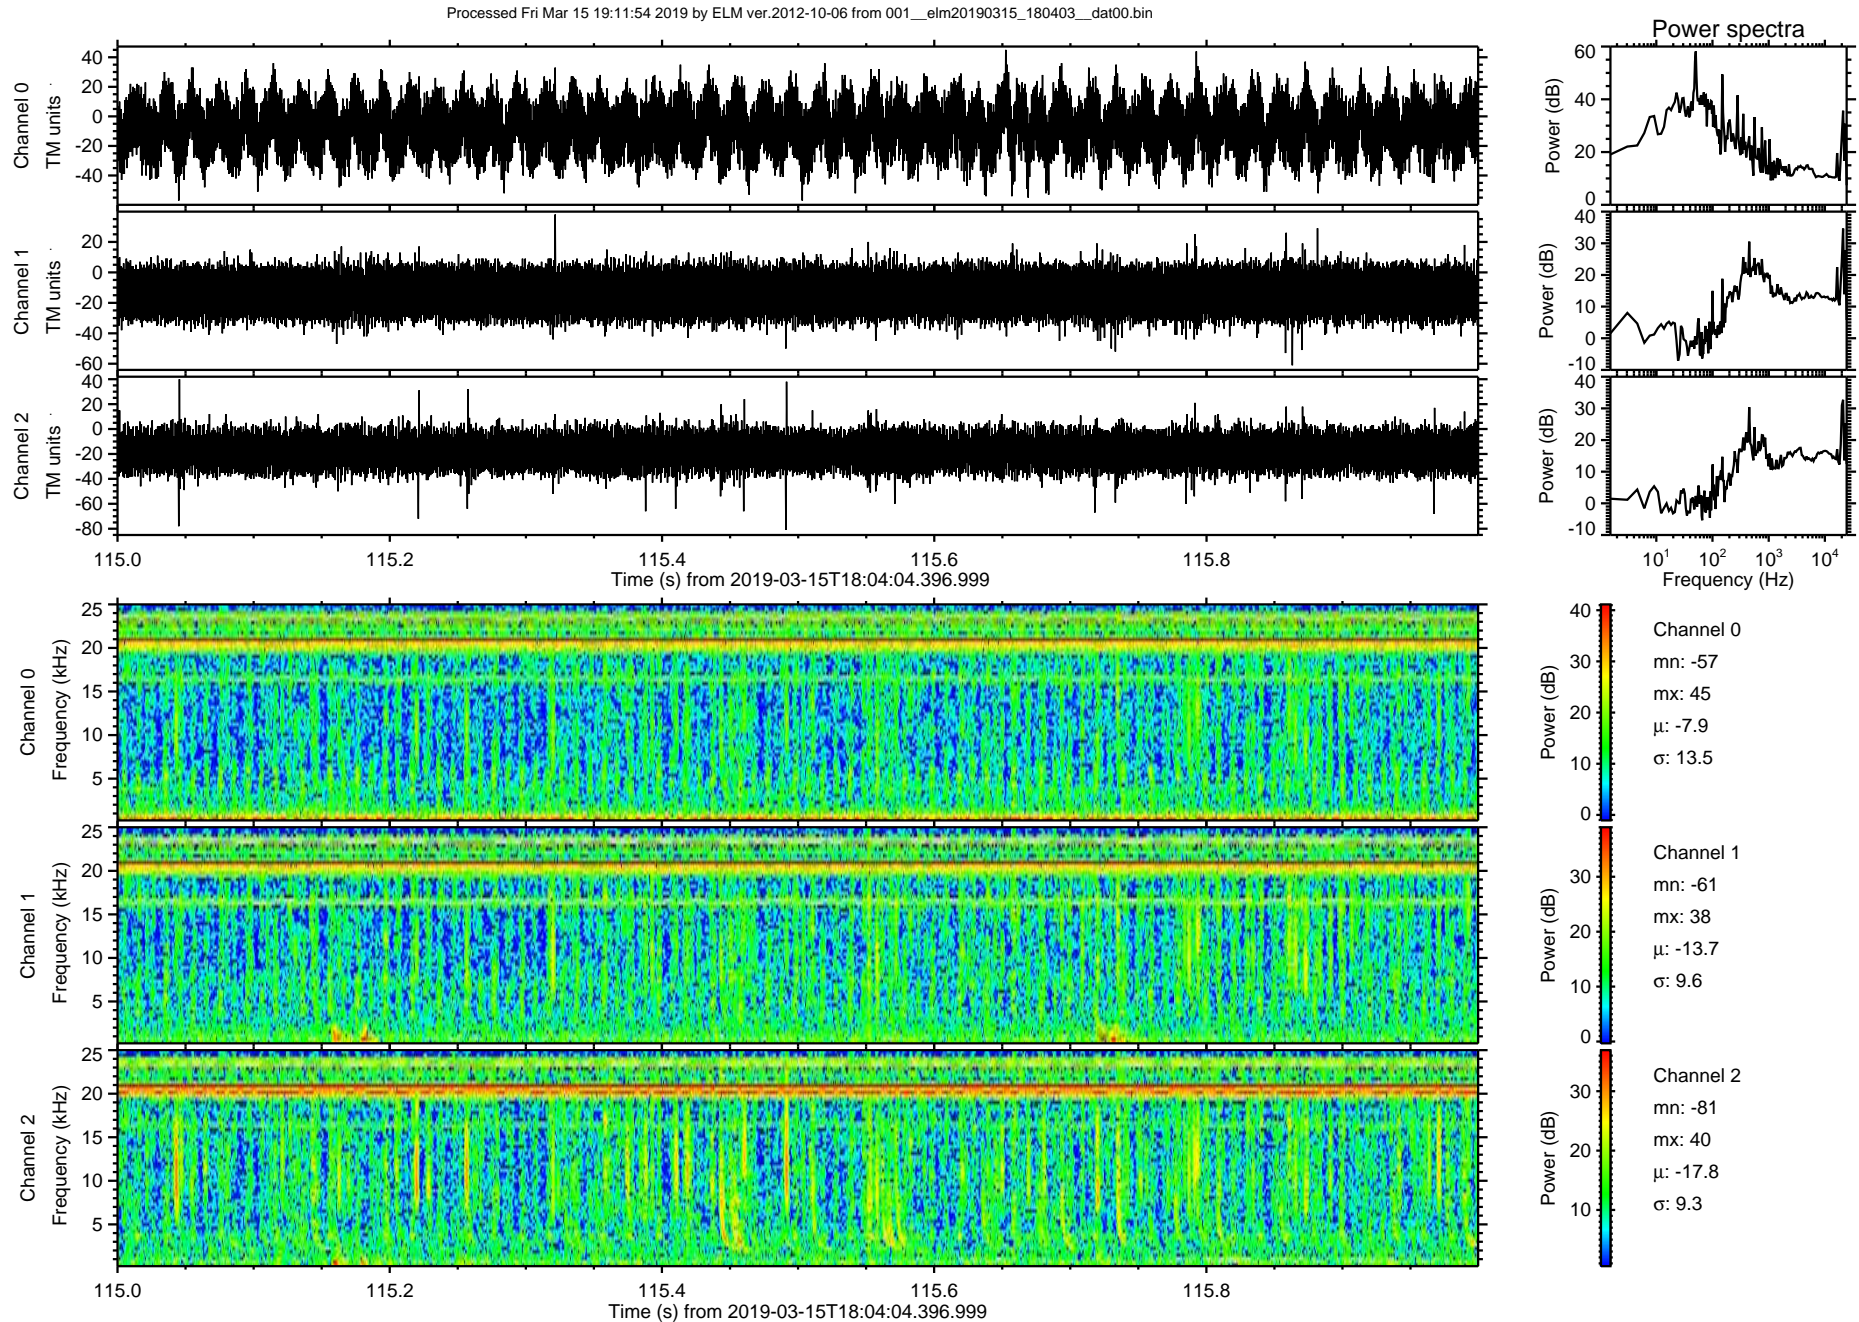 Processed Fri Mar 15 19:11:54 2019 by ELM ver.2012-10-06 from 001__elm20190315_180403__dat00.bin
Power spectra
Channel 0
TM units
40
20
0
-20
-40
Power (dB)
60
40
20
0
Channel 1
TM units
20
0
-20
-40
-60
Power (dB)
40
30
20
10
0
-10
Channel 2
TM units
40
20
0
-20
-40
-60
-80
Power (dB)
40
30
20
10
0
-10
115.0 115.2 115.4 115.6 115.8
Time (s) from 2019-03-15T18:04:04.396.999
10^1 10^2 10^3 10^4
Frequency (Hz)
Channel 0
Frequency (kHz)
25
20
15
10
5
Power (dB)
40
30
20
10
0
Channel 0
mn: -57
mx: 45
μ: -7.9
σ: 13.5
Channel 1
Frequency (kHz)
25
20
15
10
5
Power (dB)
30
20
10
0
Channel 1
mn: -61
mx: 38
μ: -13.7
σ: 9.6
Channel 2
Frequency (kHz)
25
20
15
10
5
Power (dB)
30
20
10
Channel 2
mn: -81
mx: 40
μ: -17.8
σ: 9.3
115.0 115.2 115.4 115.6 115.8
Time (s) from 2019-03-15T18:04:04.396.999